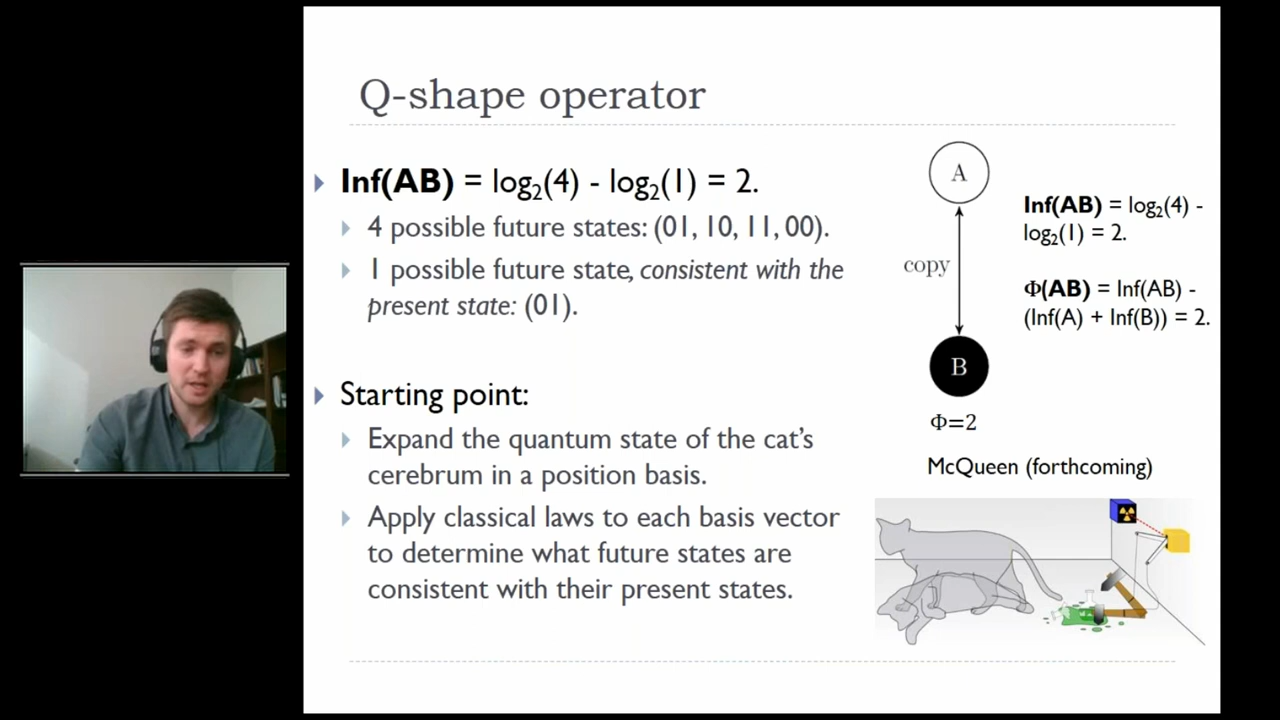 Q-shape operator
Inf(AB) = log₂(4) - log₂(1) = 2.
4 possible future states: (01, 10, 11, 00).
1 possible future state, consistent with the
present state: (01).
Starting point:
Expand the quantum state of the cat's
cerebrum in a position basis.
Apply classical laws to each basis vector
to determine what future states are
consistent with their present states.
A
copy
B
Φ=2
Inf(AB) = log₂(4) -
log₂(1) = 2.
Φ(AB) = Inf(AB) -
(Inf(A) + Inf(B)) = 2.
McQueen (forthcoming)